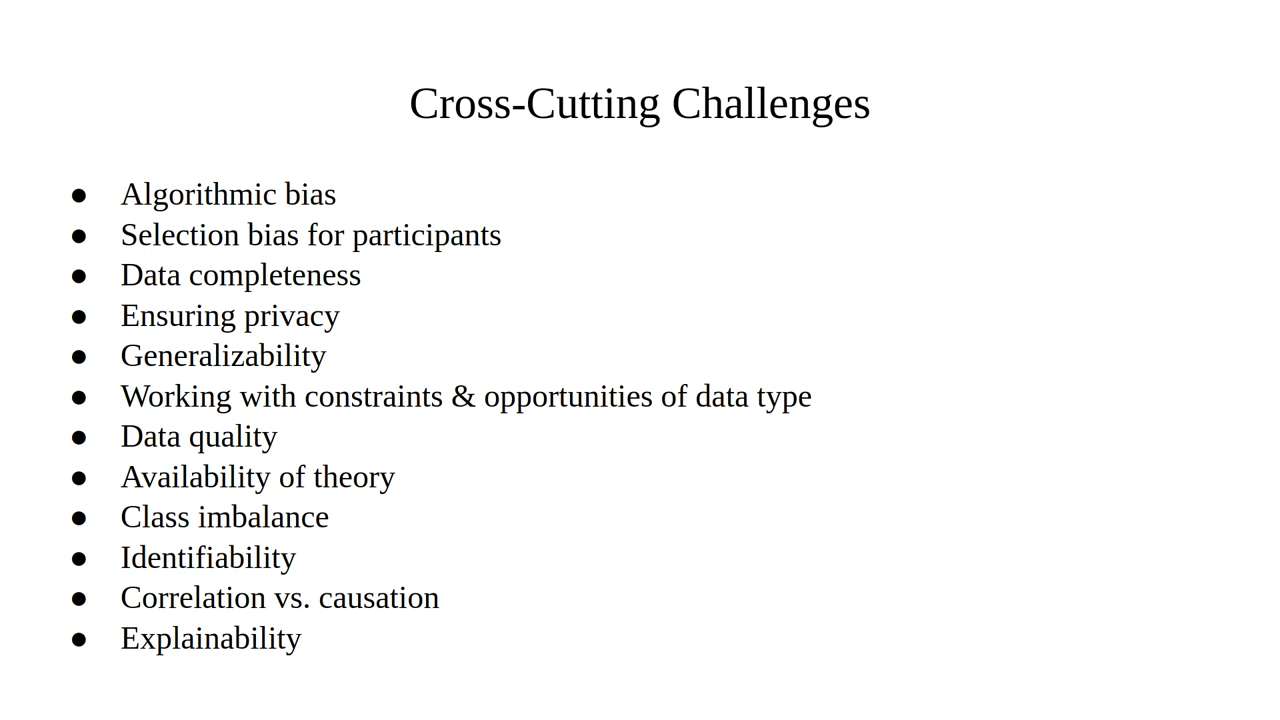 Cross-Cutting Challenges
● Algorithmic bias
● Selection bias for participants
● Data completeness
● Ensuring privacy
● Generalizability
● Working with constraints & opportunities of data type
● Data quality
● Availability of theory
● Class imbalance
● Identifiability
● Correlation vs. causation
● Explainability